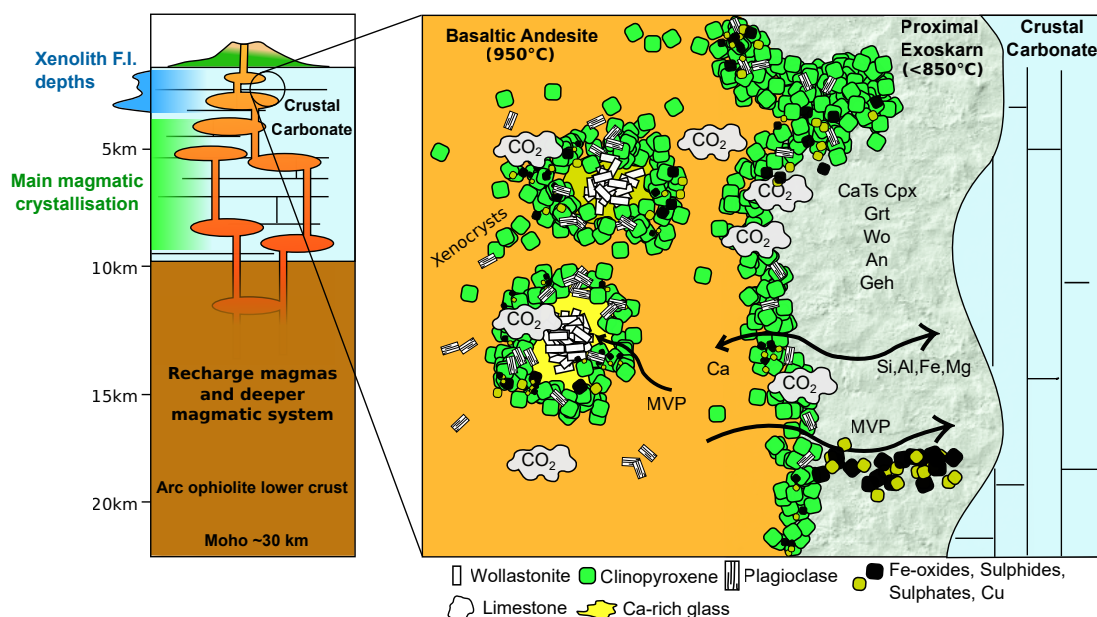 Xenolith F.I.
depths
Crustal
Carbonate
5km
Main magmatic
crystallisation
10km
Recharge magmas
and deeper
magmatic system
15km
Arc ophiolite lower crust
20km
Moho ~30 km
Basaltic Andesite
(950°C)
Proximal
Exoskarn
(<850°C)
Crustal
Carbonate
CO2
CO2
CO2
CO2
CO2
CO2
CO2
Xenocrysts
CaTs Cpx
Grt
Wo
An
Geh
Ca
Si,Al,Fe,Mg
MVP
MVP
Wollastonite
Clinopyroxene
Plagioclase
Fe-oxides, Sulphides,
Sulphates, Cu
Limestone
Ca-rich glass